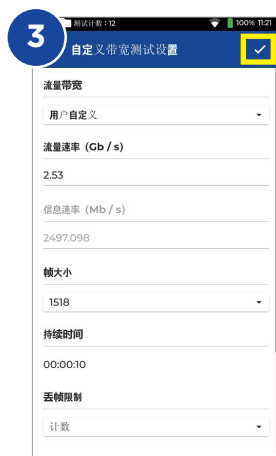 3
测试计数:12
100% 11:21
自定义带宽测试设置
流量带宽
用户自定义
流量速率(Gb / s)
2.53
信息速率(Mb / s)
2497.098
帧大小
1518
持续时间
00:00:10
丢帧限制
计数